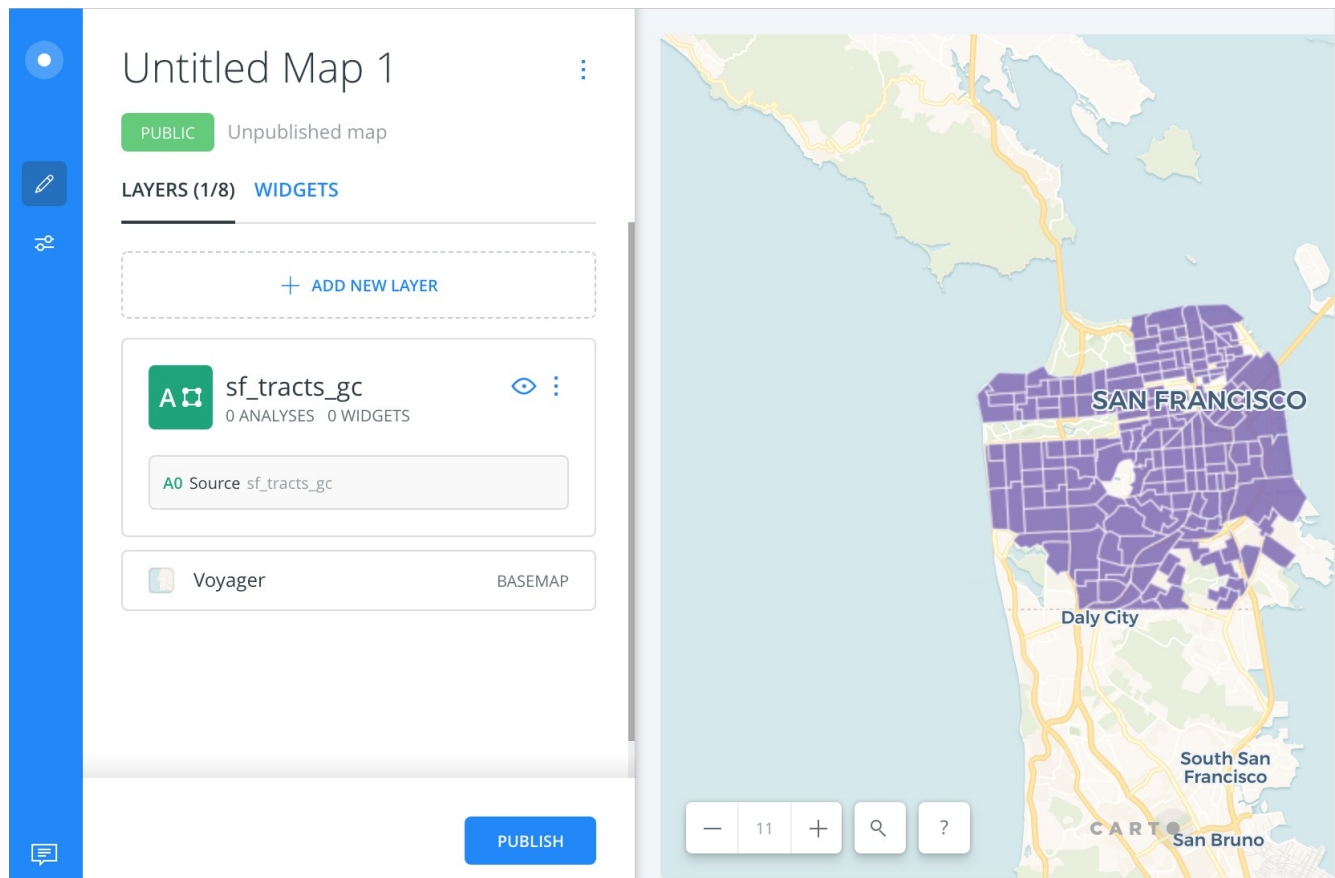 Untitled Map 1
PUBLIC Unpublished map
LAYERS (1/8) WIDGETS
ADD NEW LAYER
A
sf_tracts_gc
0 ANALYSES 0 WIDGETS
A0 Source sf_tracts_gc
Voyager BASEMAP
PUBLISH
SAN FRANCISCO
Daly City
South San
Francisco
11
?
CARTO
San Bruno